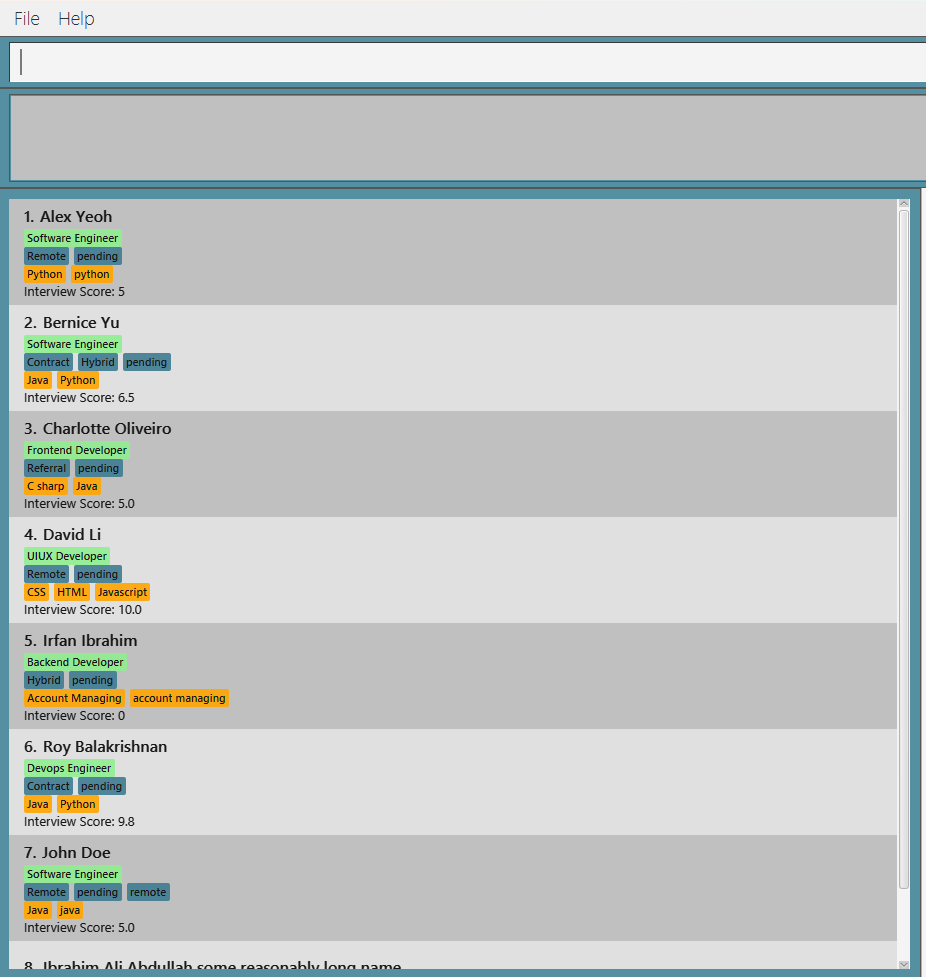 File Help
1. Alex Yeoh
Software Engineer
Remote pending
Python python
Interview Score: 5
2. Bernice Yu
Software Engineer
Contract Hybrid pending
Java Python
Interview Score: 6.5
3. Charlotte Oliveiro
Frontend Developer
Referral pending
C sharp Java
Interview Score: 5.0
4. David Li
UIUX Developer
Remote pending
CSS HTML Javascript
Interview Score: 10.0
5. Irfan Ibrahim
Backend Developer
Hybrid pending
Account Managing account managing
Interview Score: 0
6. Roy Balakrishnan
Devops Engineer
Contract pending
Java Python
Interview Score: 9.8
7. John Doe
Software Engineer
Remote pending remote
Java java
Interview Score: 5.0
8. Ibrahim Ali Abdullah some reasonably long name